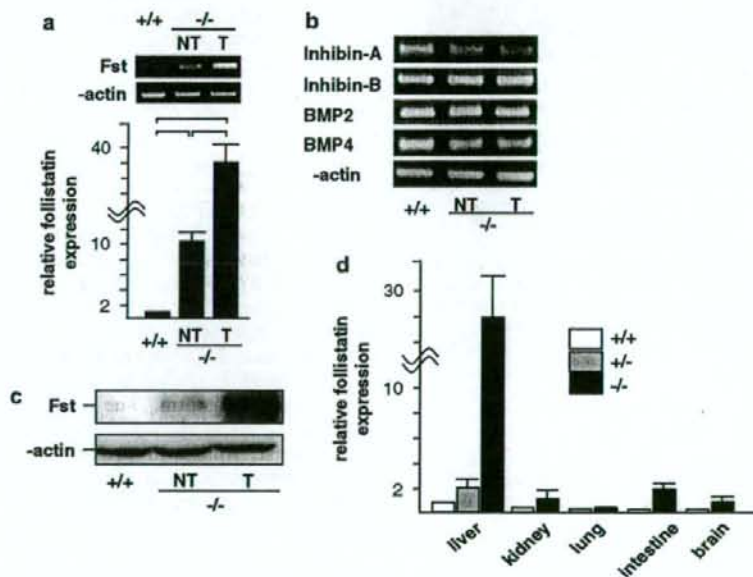 a
+/+ -/-
NT T
Fst
-actin
relative follistatin
expression
40
10
2
+/+ NT T
-/-
b
Inhibin-A
Inhibin-B
BMP2
BMP4
-actin
+/+ NT T
-/-
c
Fst
-actin
+/+ NT T
-/-
d
relative follistatin
expression
30
10
2
+/+
+/-
-/-
liver
kidney
lung
intestine
brain